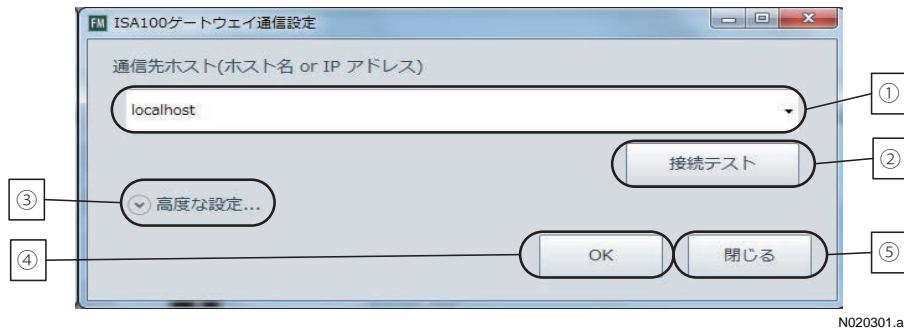 FM ISA100ゲートウェイ通信設定
通信先ホスト(ホスト名 or IP アドレス)
localhost
①
接続テスト
②
③
高度な設定...
④
OK
閉じる
⑤
N020301.a